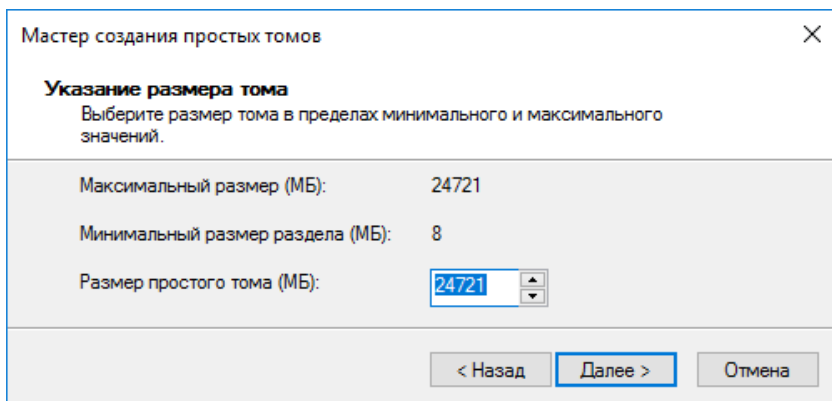 Мастер создания простых томов
Указание размера тома
Выберите размер тома в пределах минимального и максимального
значений.
Максимальный размер (МБ): 24721
Минимальный размер раздела (МБ): 8
Размер простого тома (МБ): 24721
< Назад Далее > Отмена